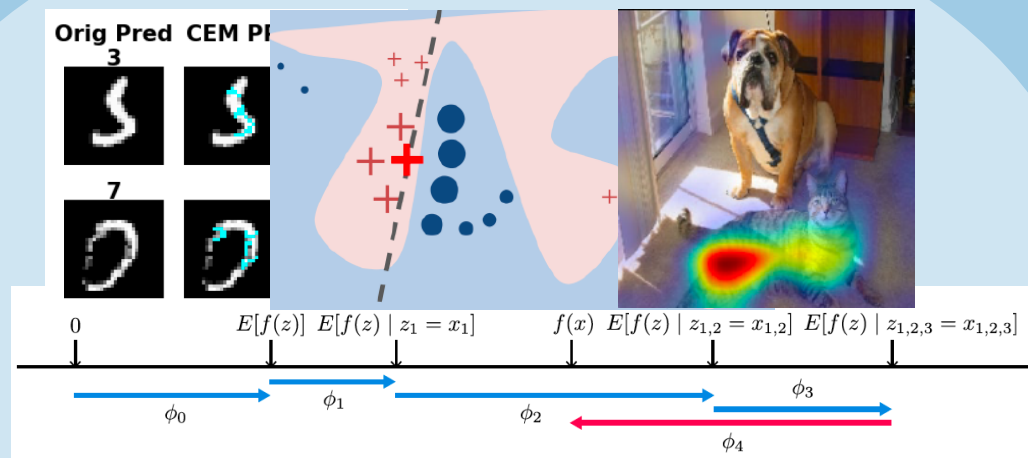 Orig Pred CEM P
3
7
0 E[f(z)] E[f(z) | z₁ = x₁] f(x) E[f(z) | z₁,₂ = x₁,₂] E[f(z) | z₁,₂,₃ = x₁,₂,₃]
ϕ₀ ϕ₁ ϕ₂ ϕ₃
ϕ₄